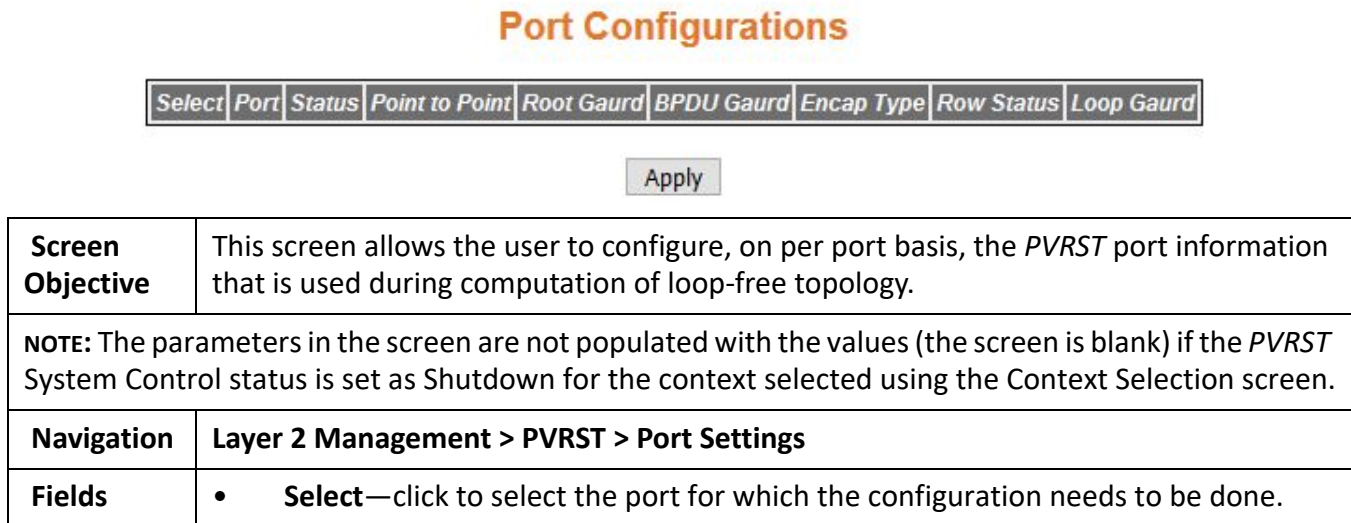 Port Configurations
Select Port Status Point to Point Root Gaurd BPDU Gaurd Encap Type Row Status Loop Gaurd
Apply
Screen Objective This screen allows the user to configure, on per port basis, the PVRST port information
that is used during computation of loop-free topology.
NOTE: The parameters in the screen are not populated with the values (the screen is blank) if the PVRST
System Control status is set as Shutdown for the context selected using the Context Selection screen.
Navigation Layer 2 Management > PVRST > Port Settings
Fields • Select—click to select the port for which the configuration needs to be done.